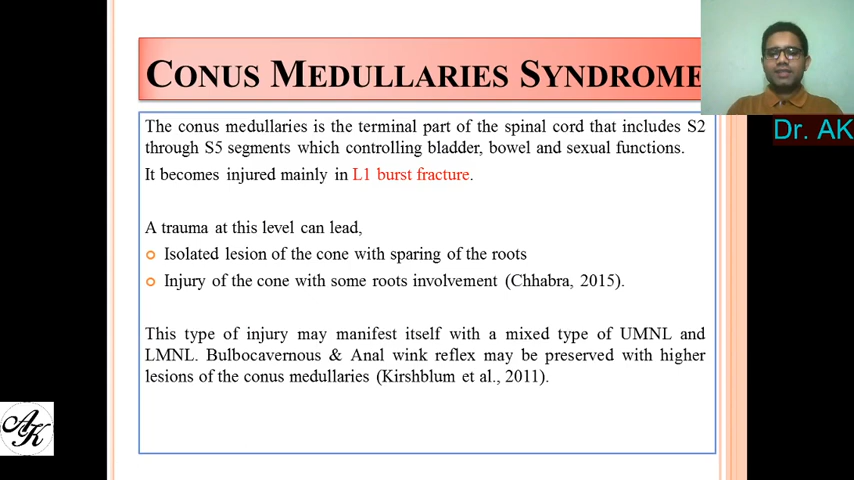 CONUS MEDULLARIES SYNDROME
Dr. AK
The conus medullaries is the terminal part of the spinal cord that includes S2
through S5 segments which controlling bladder, bowel and sexual functions.
It becomes injured mainly in L1 burst fracture.
A trauma at this level can lead,
Isolated lesion of the cone with sparing of the roots
Injury of the cone with some roots involvement (Chhabra, 2015).
This type of injury may manifest itself with a mixed type of UMNL and
LMNL. Bulbocavernous & Anal wink reflex may be preserved with higher
lesions of the conus medullaries (Kirshblum et al., 2011).
AK